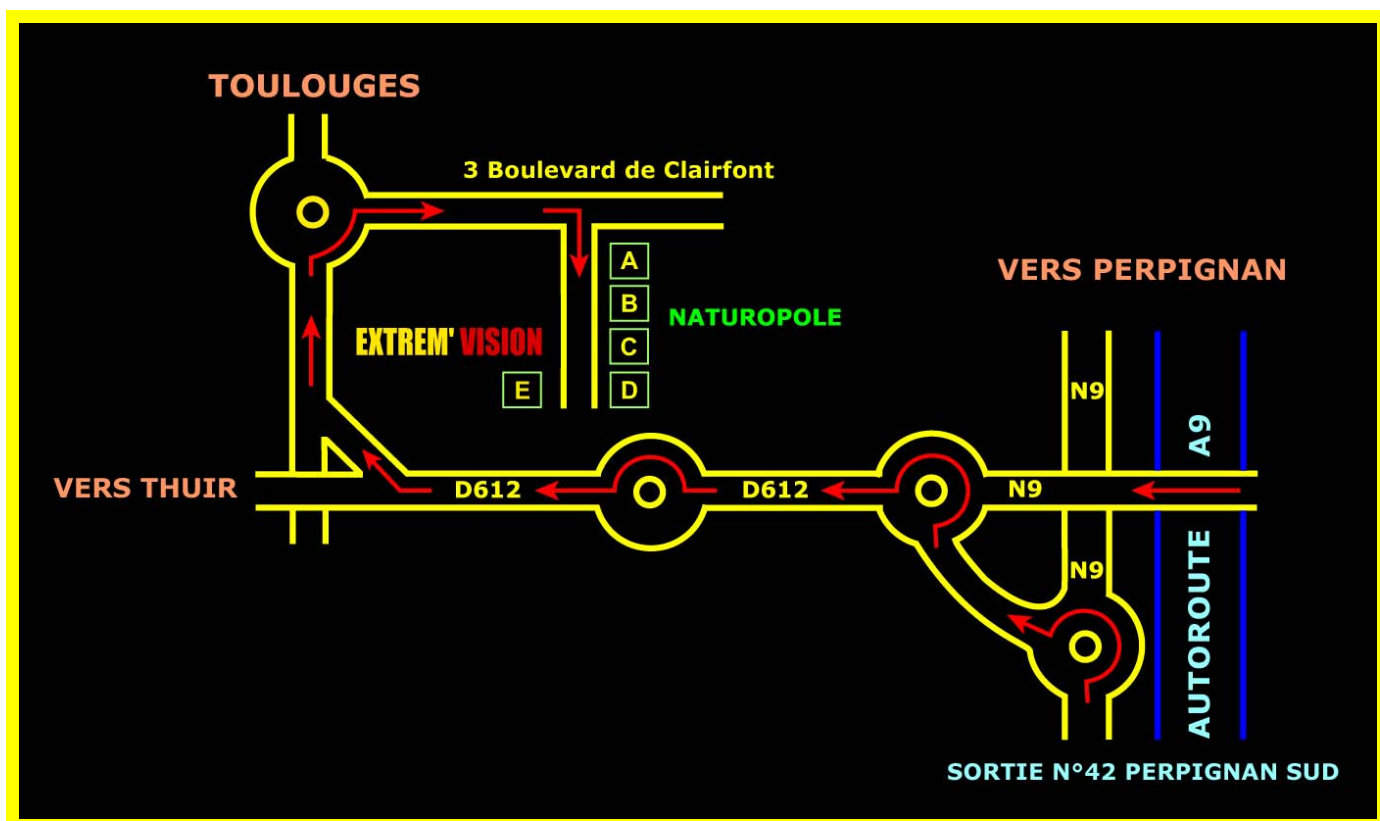 TOULOUGES
3 Boulevard de Clairfont
A
VERS PERPIGNAN
B
NATUROPOLE
EXTREM' VISION
C
E
D
N9
A9
VERS THUIR
D612
D612
N9
N9
AUTOROUTE
SORTIE N°42 PERPIGNAN SUD